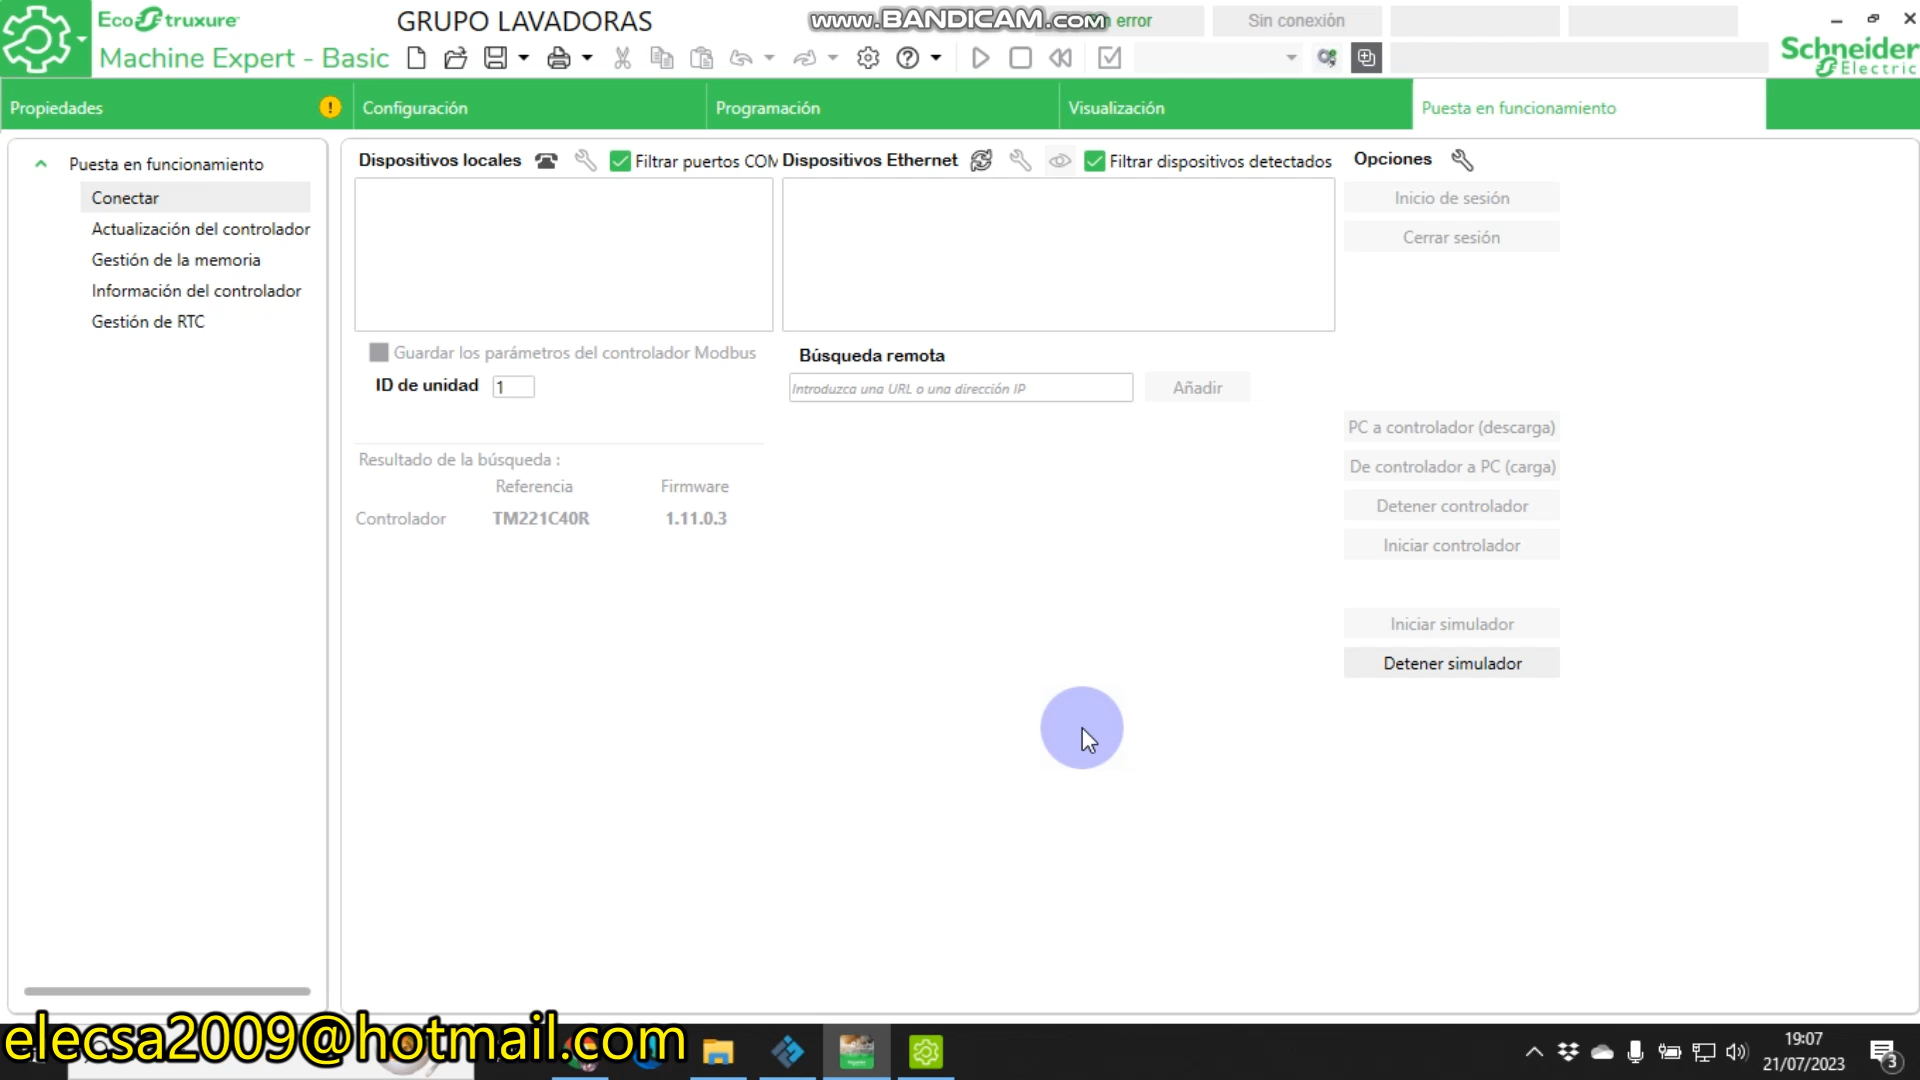 EcoStruxure
Machine Expert - Basic
GRUPO LAVADORAS
www.BANDICAM.com
error
Sin conexión
Schneider
Electric
Propiedades
Configuración
Programación
Visualización
Puesta en funcionamiento
Puesta en funcionamiento
Conectar
Actualización del controlador
Gestión de la memoria
Información del controlador
Gestión de RTC
Dispositivos locales
Filtrar puertos COM
Dispositivos Ethernet
Filtrar dispositivos detectados
Opciones
Inicio de sesión
Cerrar sesión
Guardar los parámetros del controlador Modbus
ID de unidad 1
Búsqueda remota
Introduzca una URL o una dirección IP
Añadir
Resultado de la búsqueda :
Referencia Firmware
Controlador TM221C40R 1.11.0.3
PC a controlador (descarga)
De controlador a PC (carga)
Detener controlador
Iniciar controlador
Iniciar simulador
Detener simulador
elecsa2009@hotmail.com
19:07
21/07/2023
3